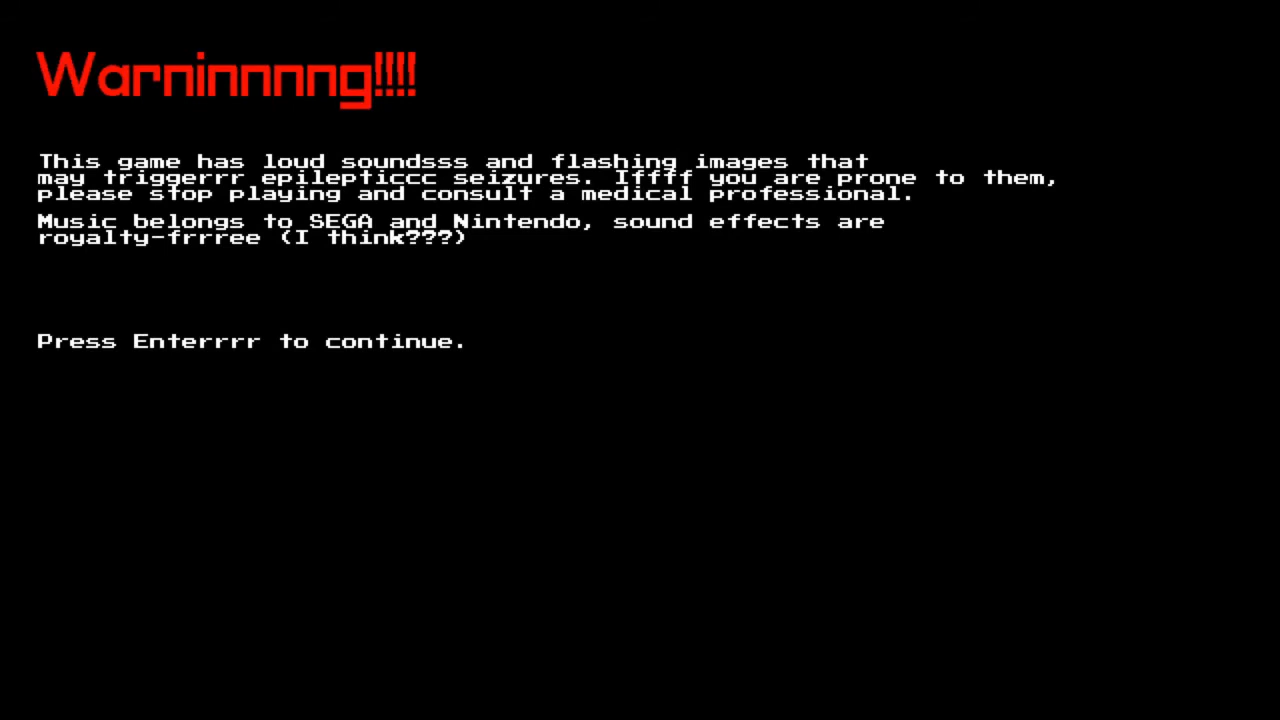 Warninnnnng!!!!
This game has loud soundsss and flashing images that
may triggerrr epilepticcc seizures. Iffff you are prone to them,
please stop playing and consult a medical professional.
Music belongs to SEGA and Nintendo, sound effects are
royalty-frrree (I think???)
Press Enterrrr to continue.